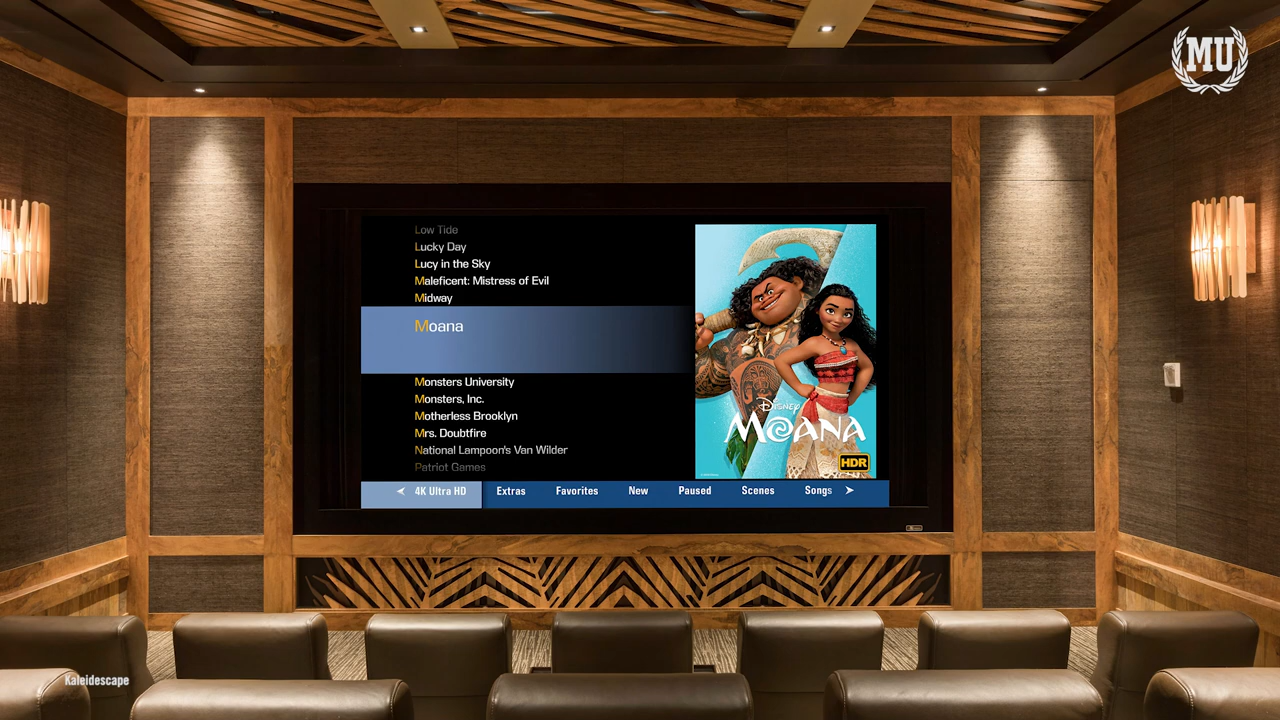 MU
Low Tide
Lucky Day
Lucy in the Sky
Maleficent: Mistress of Evil
Midway
Moana
Monsters University
Monsters, Inc.
Motherless Brooklyn
Mrs. Doubtfire
National Lampoon's Van Wilder
Patriot Games
DISNEY
MOANA
HDR
4K Ultra HD Extras Favorites New Paused Scenes Songs
Kaleidescape